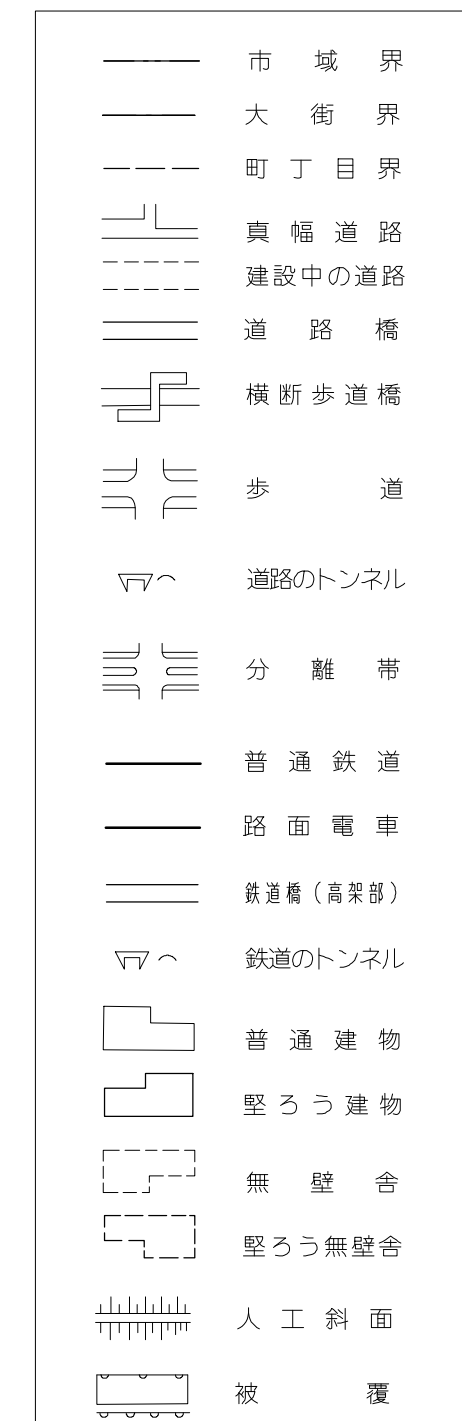 市域界
大街界
町丁目界
真幅道路
建設中の道路
道路橋
横断歩道橋
歩道
道路のトンネル
分離帯
普通鉄道
路面電車
鉄道橋（高架部）
鉄道のトンネル
普通建物
堅ろう建物
無壁舎
堅ろう無壁舎
人工斜面
被覆